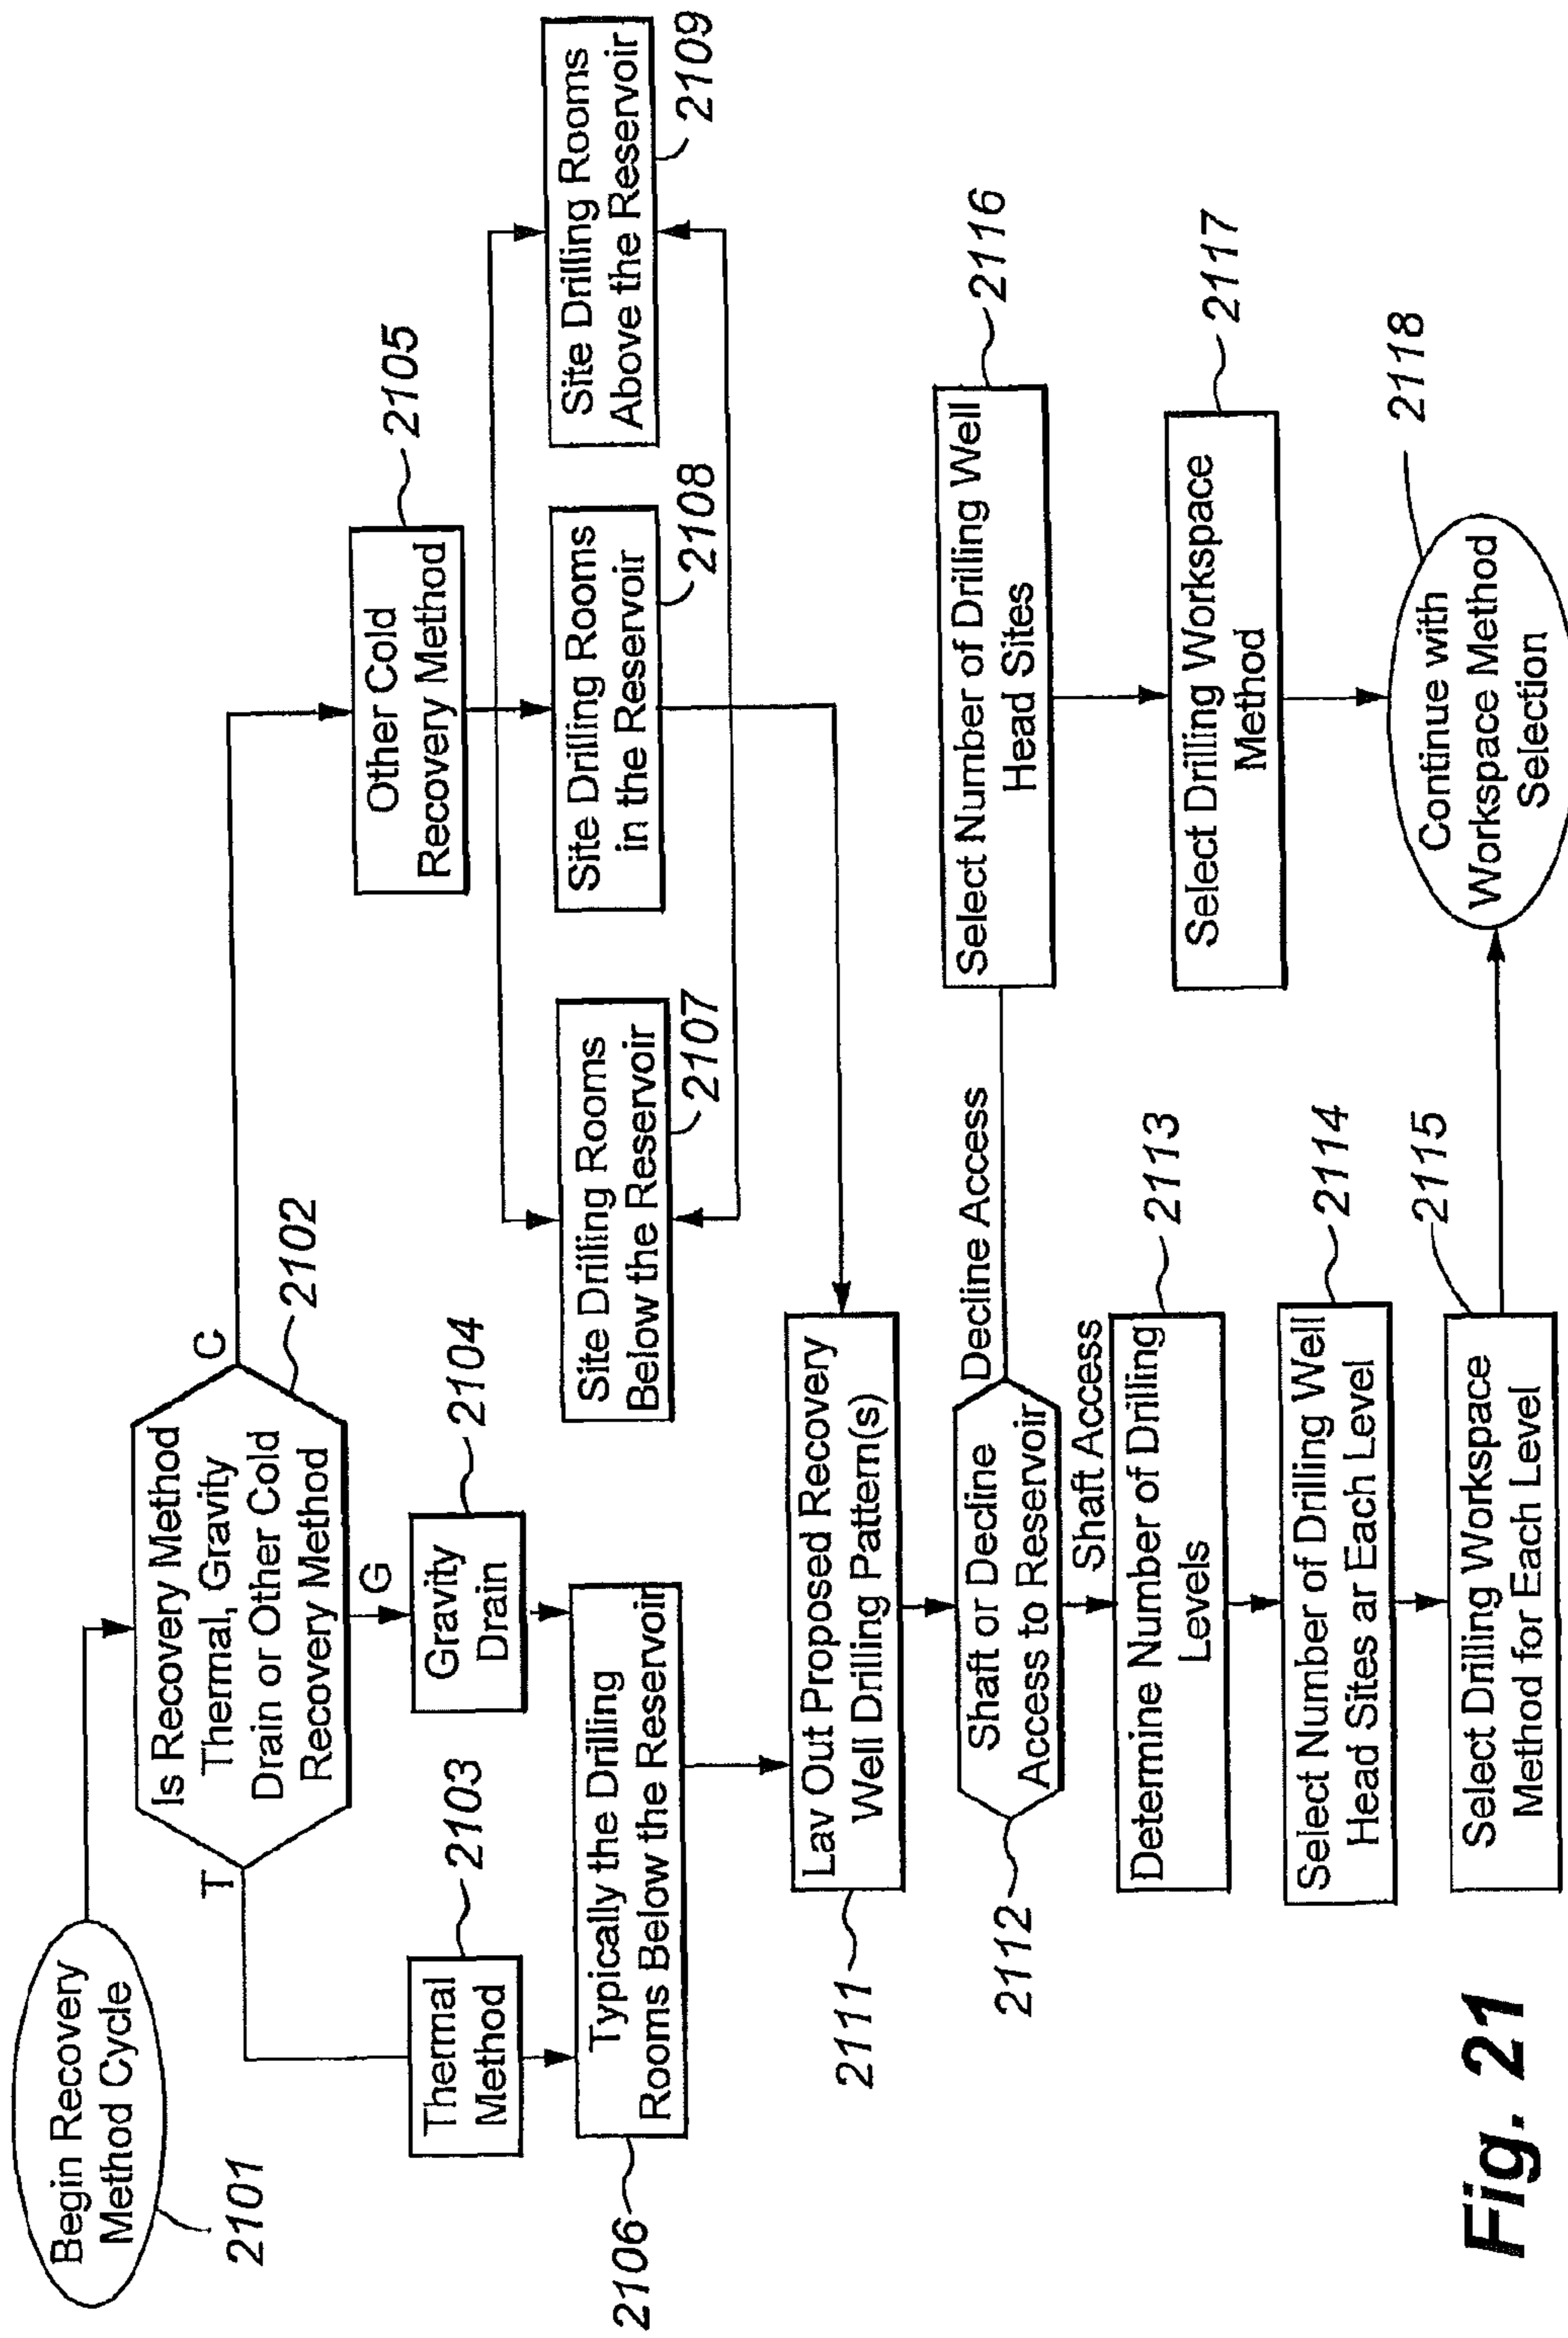 Begin Recovery
Method Cycle
2101
Is Recovery Method
Thermal, Gravity
Drain or Other Cold
Recovery Method
2102
T
G
C
Thermal
Method
2103
Gravity
Drain
2104
Other Cold
Recovery Method
2105
Typically the Drilling
Rooms Below the Reservoir
2106
Site Drilling Rooms
Below the Reservoir
2107
Site Drilling Rooms
in the Reservoir
2108
Site Drilling Rooms
Above the Reservoir
2109
Lav Out Proposed Recovery
Well Drilling Pattern(s)
2111
Shaft or Decline
Access to Reservoir
2112
Decline Access
Shaft Access
Determine Number of Drilling
Levels
2113
Select Number of Drilling Well
Head Sites ar Each Level
2114
Select Drilling Workspace
Method for Each Level
2115
Select Number of Drilling Well
Head Sites
2116
Select Drilling Workspace
Method
2117
Continue with
Workspace Method
Selection
2118
Fig. 21